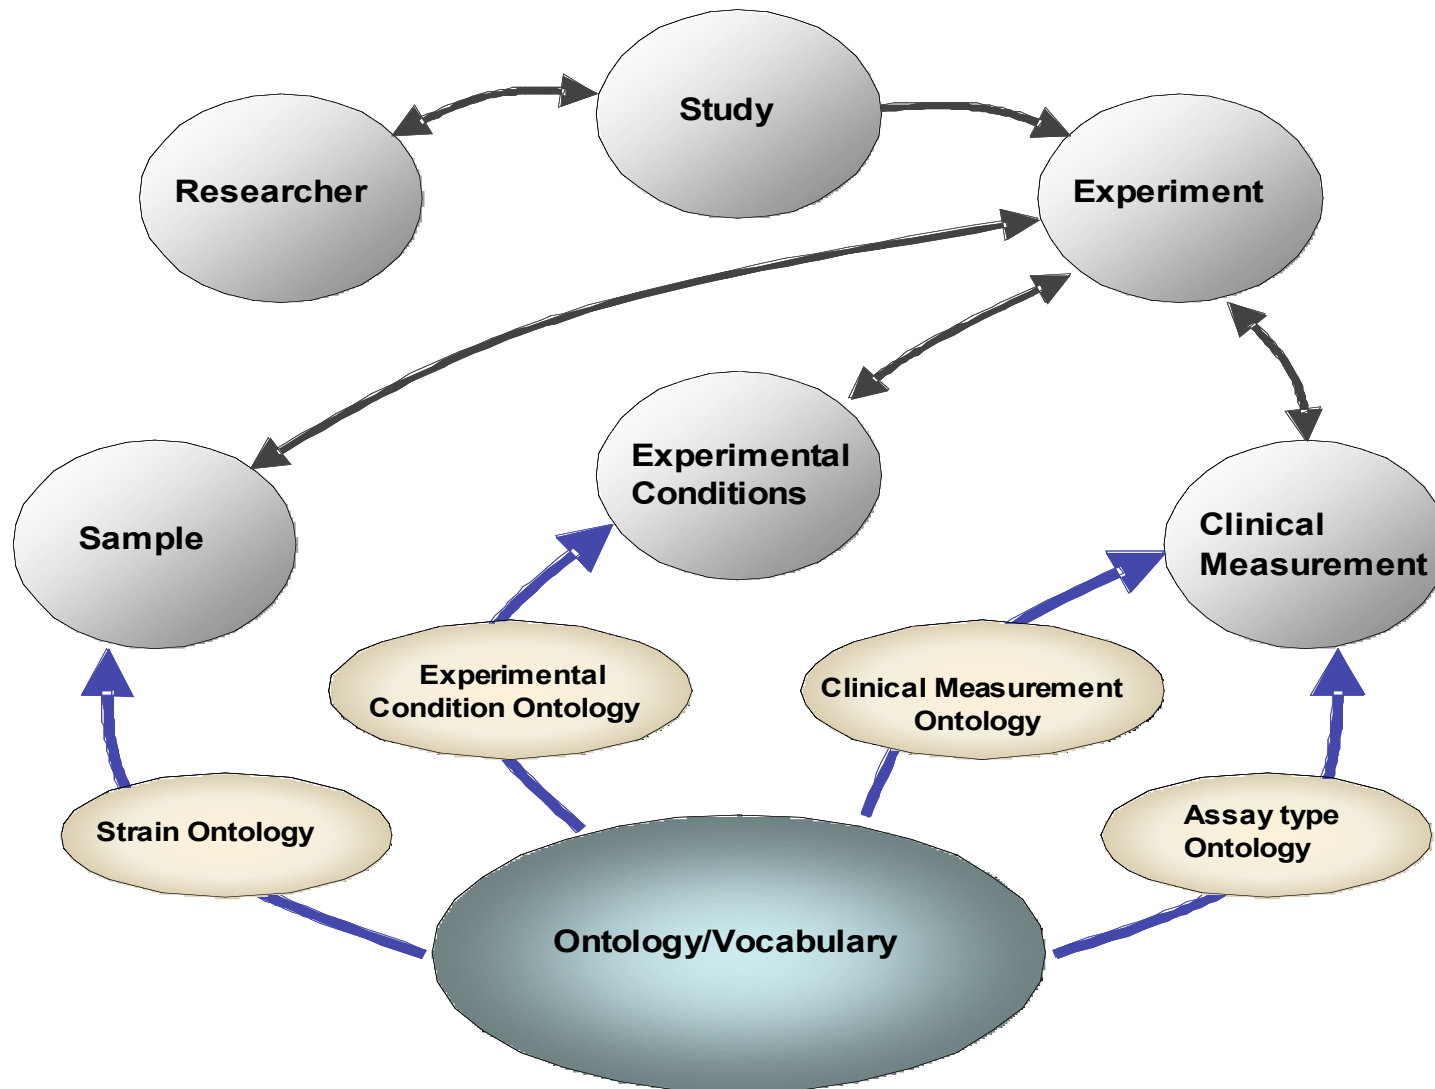 Study
Researcher
Experiment
Experimental
Conditions
Sample
Clinical
Measurement
Experimental
Condition Ontology
Clinical Measurement
Ontology
Strain Ontology
Assay type
Ontology
Ontology/Vocabulary